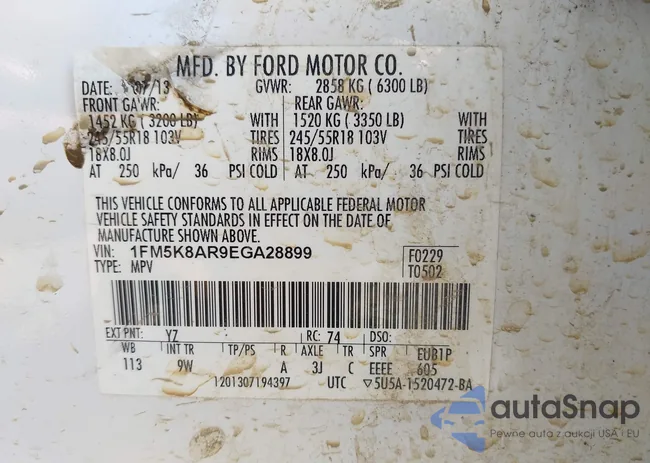 MFD. BY FORD MOTOR CO.
DATE: 07/13 GVWR: 2858 KG ( 6300 LB)
FRONT GAWR: REAR GAWR:
1452 KG ( 3200 LB) WITH 1520 KG ( 3350 LB) WITH
245/55R18 103V TIRES 245/55R18 103V TIRES
18X8.0J RIMS 18X8.0J RIMS
AT 250 kPa/ 36 PSI COLD AT 250 kPa/ 36 PSI COLD
THIS VEHICLE CONFORMS TO ALL APPLICABLE FEDERAL MOTOR
VEHICLE SAFETY STANDARDS IN EFFECT ON THE DATE OF
MANUFACTURE SHOWN ABOVE.
VIN: 1FM5K8AR9EGA28899 F0229
TYPE: MPV T0502
EXT PNT: YZ RC: 74 DSO:
WB INT TR TP/PS R AXLE TR SPR EUB1P
113 9W A 3J C EEEE 605
1201307194397 UTC ▽5U5A-1520472-BA
autoSnap
Pewne auta z aukcji USA i EU